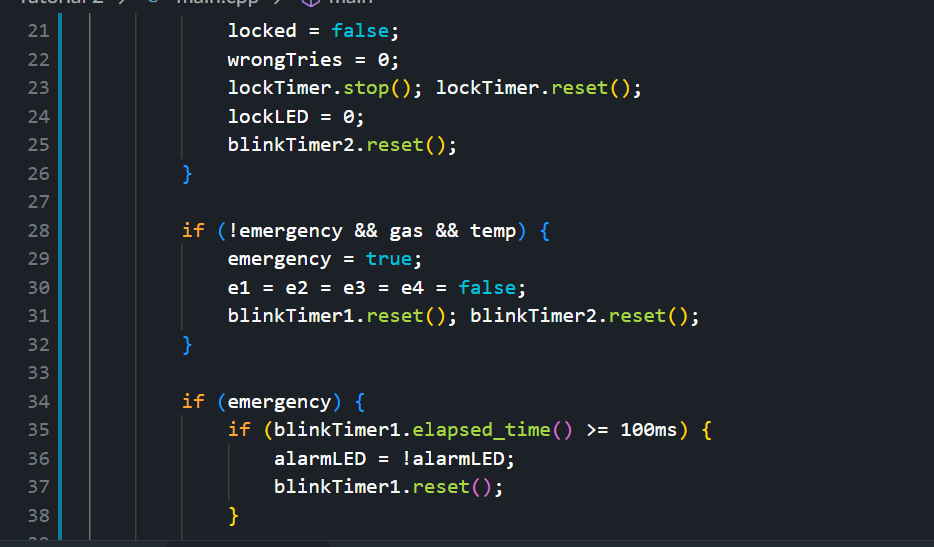 Tutorial 2 > main.cpp > main
21 locked = false;
22 wrongTries = 0;
23 lockTimer.stop(); lockTimer.reset();
24 lockLED = 0;
25 blinkTimer2.reset();
26 }
27
28 if (!emergency && gas && temp) {
29 emergency = true;
30 e1 = e2 = e3 = e4 = false;
31 blinkTimer1.reset(); blinkTimer2.reset();
32 }
33
34 if (emergency) {
35 if (blinkTimer1.elapsed_time() >= 100ms) {
36 alarmLED = !alarmLED;
37 blinkTimer1.reset();
38 }